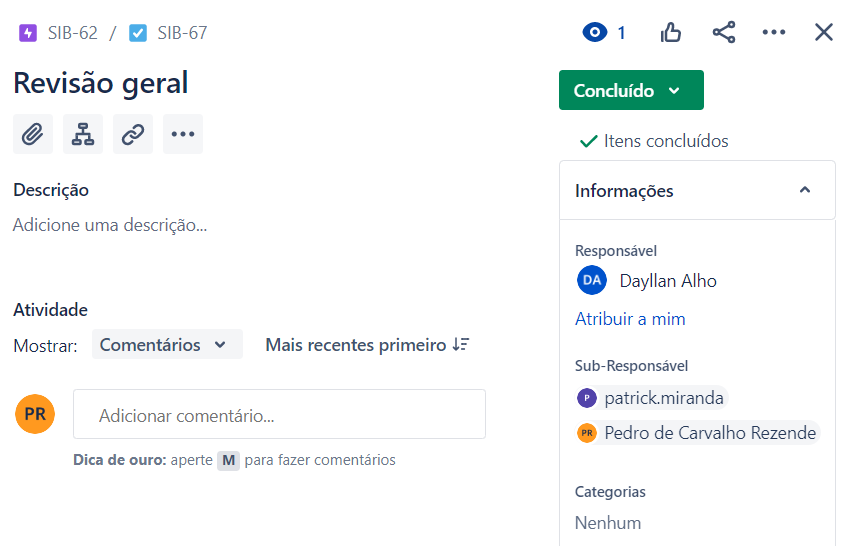 SIB-62 / SIB-67
1
Revisão geral
Concluído
Itens concluídos
Descrição
Adicione uma descrição...
Informações
Responsável
DA Dayllan Alho
Atribuir a mim
Atividade
Mostrar: Comentários Mais recentes primeiro
Sub-Responsável
P patrick.miranda
PR Pedro de Carvalho Rezende
PR Adicionar comentário...
Dica de ouro: aperte M para fazer comentários
Categorias
Nenhum